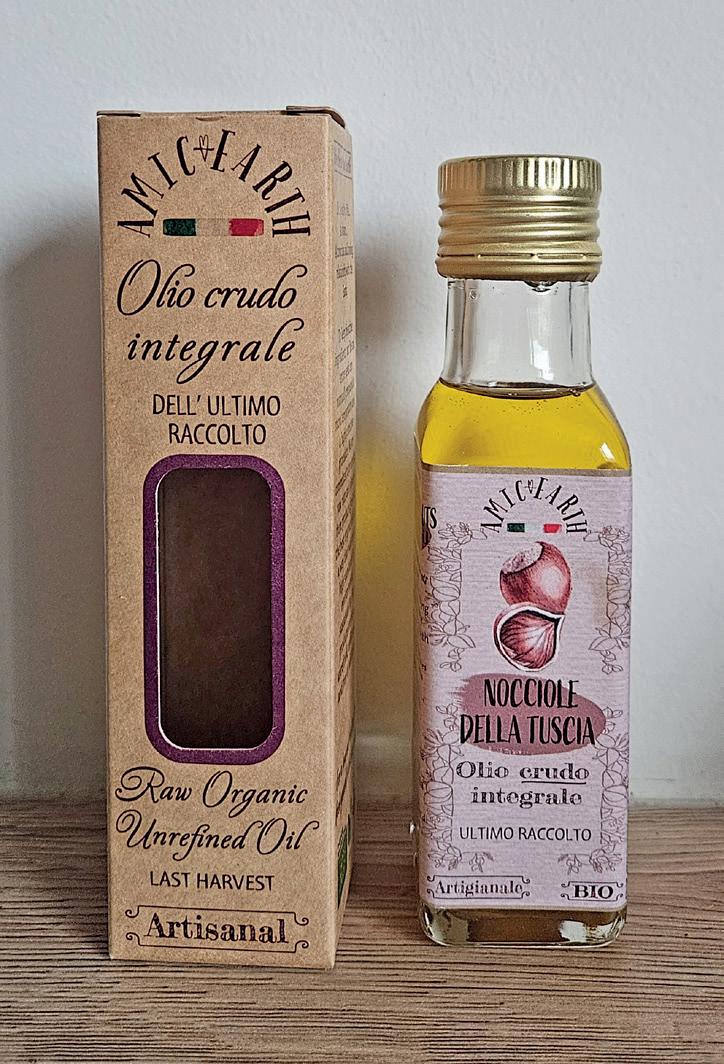 AMIC EARTH
Olio crudo
integrale
DELL' ULTIMO
RACCOLTO
Raw Organic
Unrefined Oil
LAST HARVEST
Artisanal
AMIC EARTH
NOCCIOLE
DELLA TUSCIA
Olio crudo
integrale
ULTIMO RACCOLTO
Artigianale
BIO